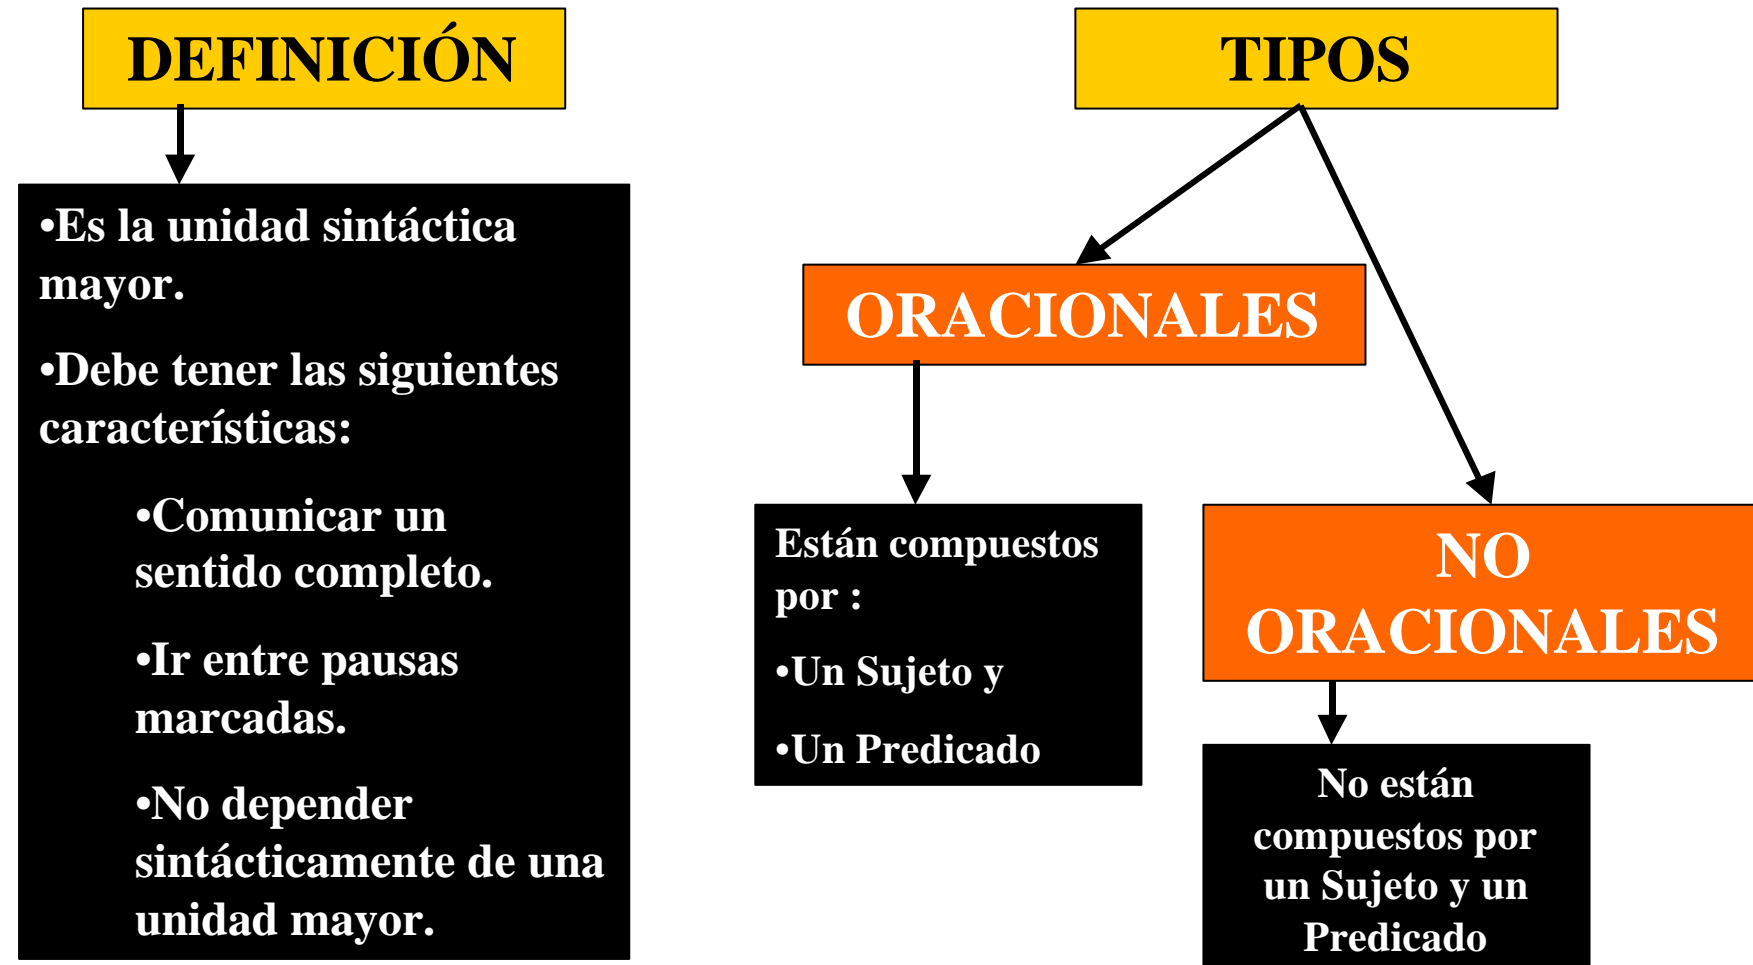 DEFINICIÓN
•Es la unidad sintáctica
mayor.
•Debe tener las siguientes
características:
•Comunicar un
sentido completo.
•Ir entre pausas
marcadas.
•No depender
sintácticamente de una
unidad mayor.
TIPOS
ORACIONALES
Están compuestos
por :
•Un Sujeto y
•Un Predicado
NO
ORACIONALES
No están
compuestos por
un Sujeto y un
Predicado